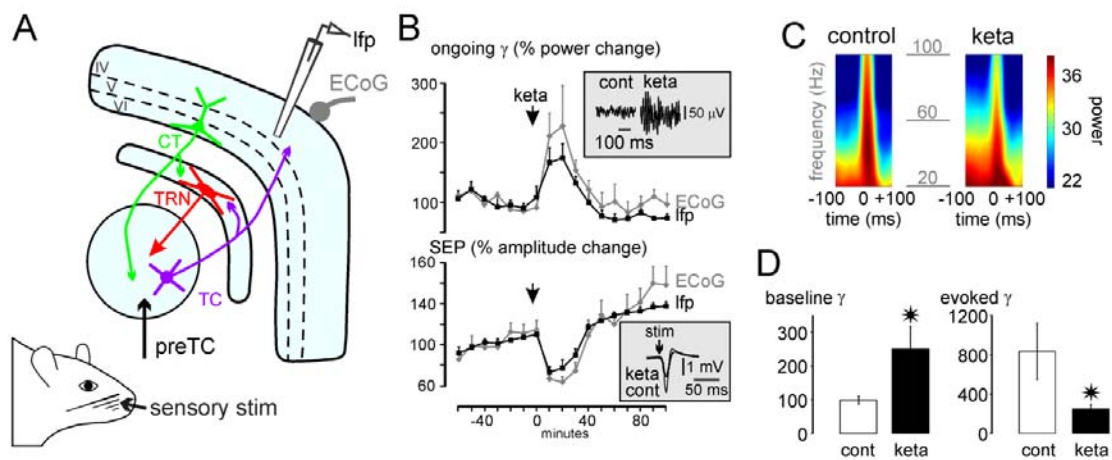 A
lfp
ECoG
IV
V
VI
CT
TRN
TC
preTC
sensory stim
B
ongoing γ (% power change)
300
250
200
150
100
keta
cont keta
50 μV
100 ms
ECoG
lfp
SEP (% amplitude change)
160
140
120
100
80
60
ECoG
lfp
stim
keta
cont
1 mV
50 ms
-40 0 40 80
minutes
C
control
keta
frequency (Hz)
100
60
20
-100 0 +100
time (ms)
-100 0 +100
time (ms)
36
30
22
power
D
baseline γ
300
200
100
0
cont keta
evoked γ
1200
800
400
0
cont keta